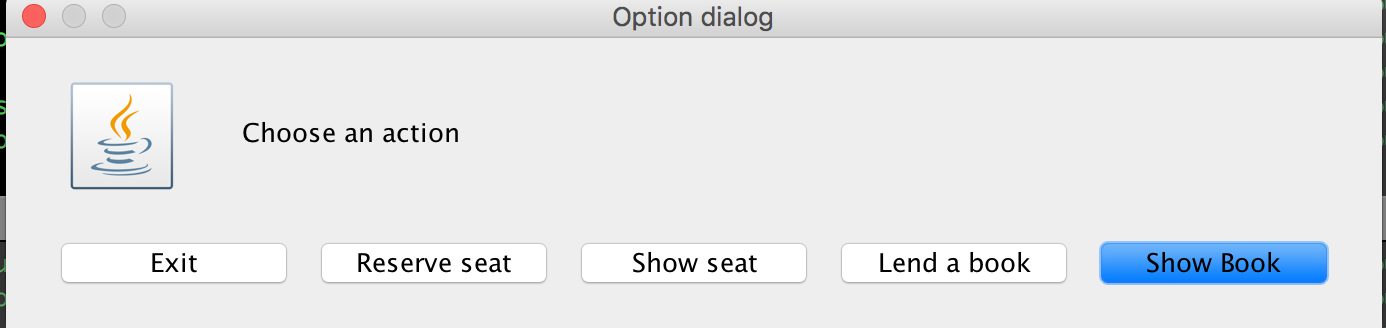 Option dialog
Choose an action
Exit
Reserve seat
Show seat
Lend a book
Show Book